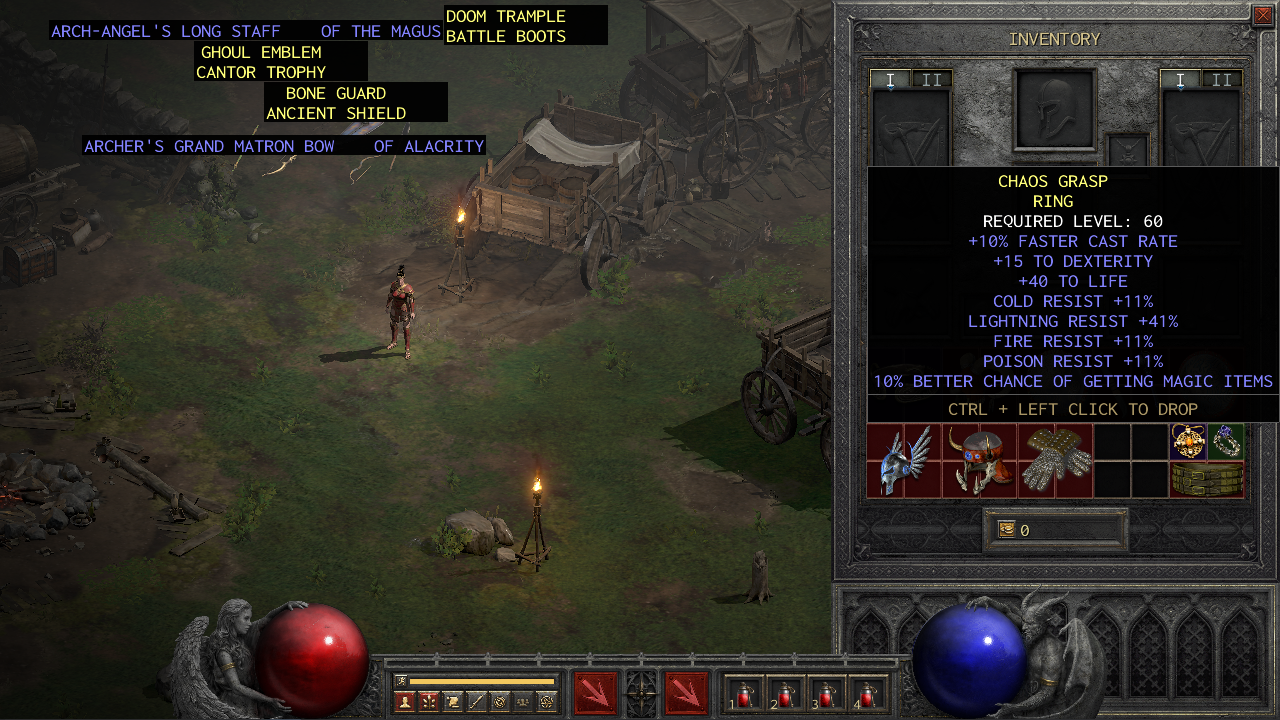 ARCH-ANGEL'S LONG STAFF OF THE MAGUS
DOOM TRAMPLE
BATTLE BOOTS
GHOUL EMBLEM
CANTOR TROPHY
BONE GUARD
ANCIENT SHIELD
ARCHER'S GRAND MATRON BOW OF ALACRITY
INVENTORY
I II
I II
CHAOS GRASP
RING
REQUIRED LEVEL: 60
+10% FASTER CAST RATE
+15 TO DEXTERITY
+40 TO LIFE
COLD RESIST +11%
LIGHTNING RESIST +41%
FIRE RESIST +11%
POISON RESIST +11%
10% BETTER CHANCE OF GETTING MAGIC ITEMS
CTRL + LEFT CLICK TO DROP
0
1 2 3 4